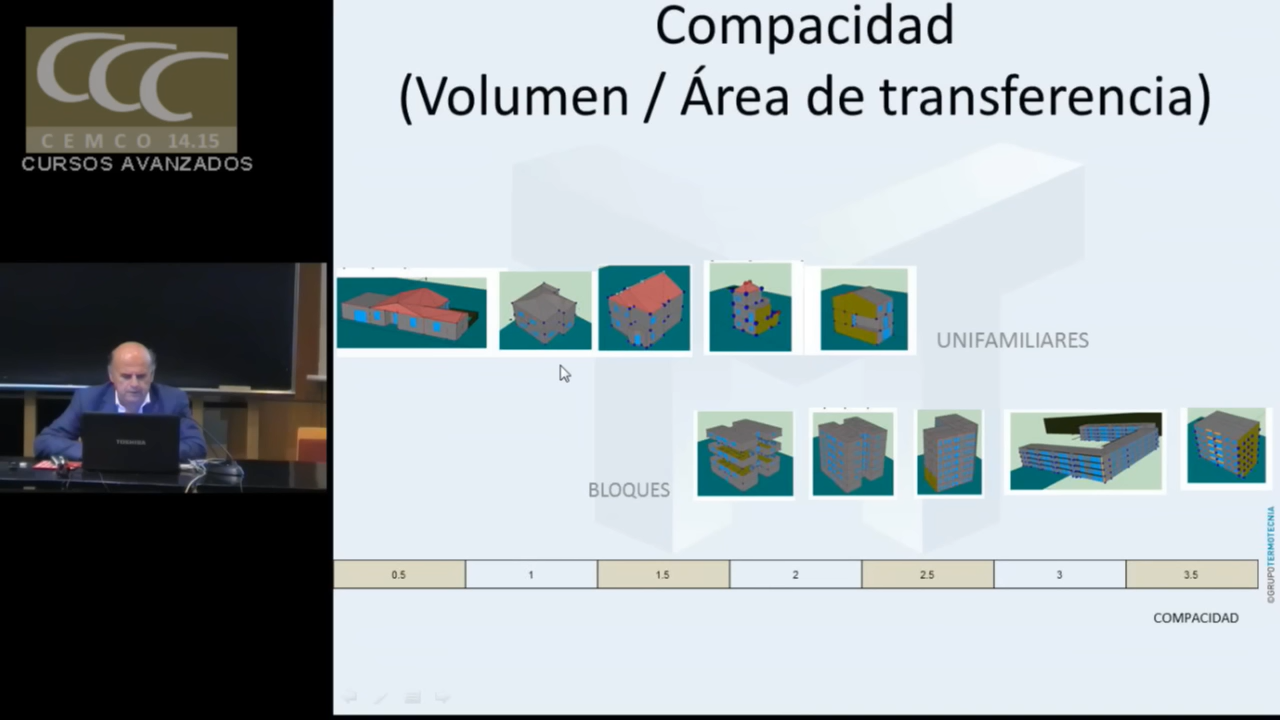 CCC
CEMCO 14.15
CURSOS AVANZADOS
Compacidad
(Volumen / Área de transferencia)
UNIFAMILIARES
BLOQUES
0.5 1 1.5 2 2.5 3 3.5
COMPACIDAD
©GRUPOTERMOTECNIA
TOSHIBA